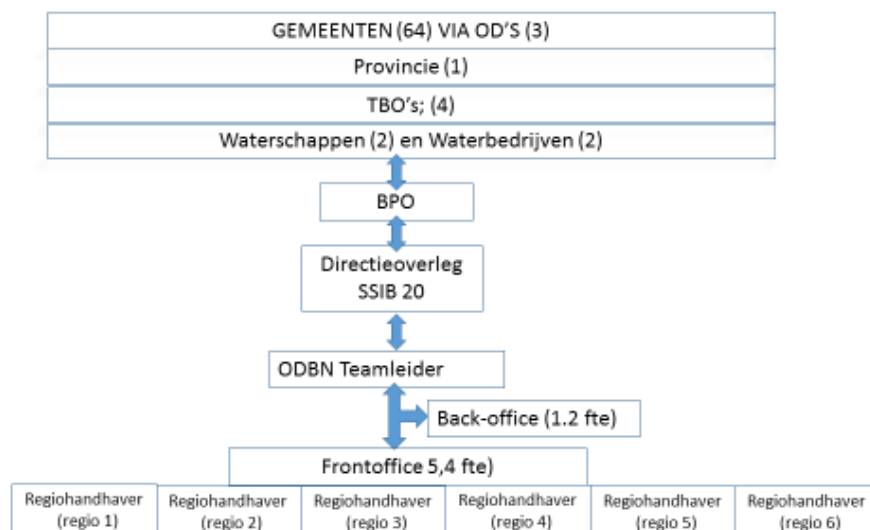 GEMEENTEN (64) VIA OD'S (3)
Provincie (1)
TBO's; (4)
Waterschappen (2) en Waterbedrijven (2)
BPO
Directieoverleg
SSIB 20
ODBN Teamleider
Back-office (1.2 fte)
Frontoffice 5,4 fte)
Regiohandhaver
(regio 1)
Regiohandhaver
(regio 2)
Regiohandhaver
(regio 3)
Regiohandhaver
(regio 4)
Regiohandhaver
(regio 5)
Regiohandhaver
(regio 6)